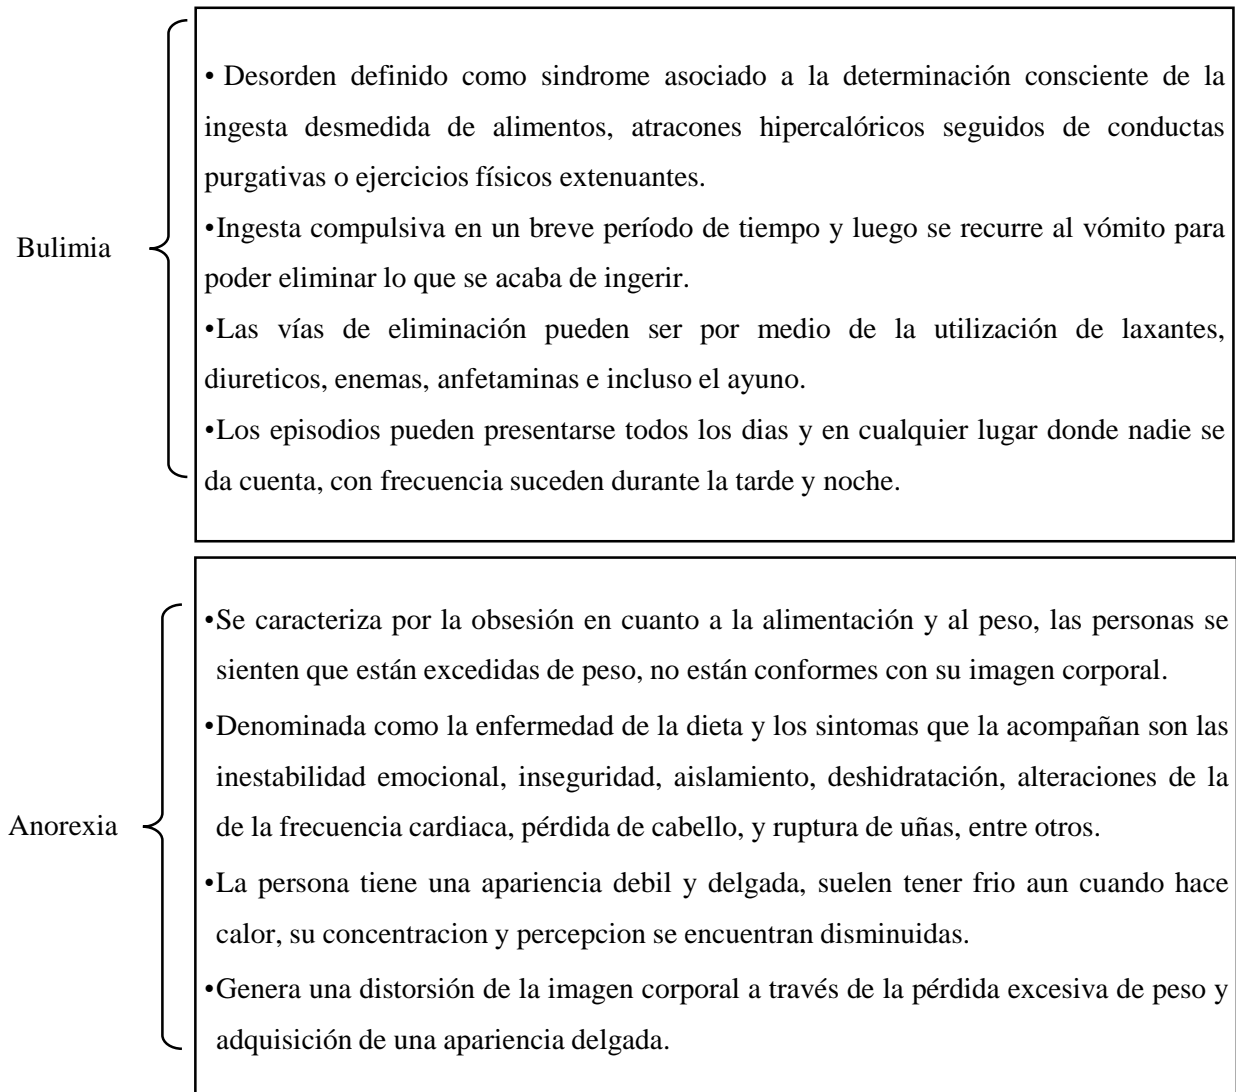 Bulimia
• Desorden definido como sindrome asociado a la determinación consciente de la
ingesta desmedida de alimentos, atracones hipercalóricos seguidos de conductas
purgativas o ejercicios físicos extenuantes.
•Ingesta compulsiva en un breve período de tiempo y luego se recurre al vómito para
poder eliminar lo que se acaba de ingerir.
•Las vías de eliminación pueden ser por medio de la utilización de laxantes,
diureticos, enemas, anfetaminas e incluso el ayuno.
•Los episodios pueden presentarse todos los dias y en cualquier lugar donde nadie se
da cuenta, con frecuencia suceden durante la tarde y noche.
Anorexia
•Se caracteriza por la obsesión en cuanto a la alimentación y al peso, las personas se
sienten que están excedidas de peso, no están conformes con su imagen corporal.
•Denominada como la enfermedad de la dieta y los sintomas que la acompañan son las
inestabilidad emocional, inseguridad, aislamiento, deshidratación, alteraciones de la
de la frecuencia cardiaca, pérdida de cabello, y ruptura de uñas, entre otros.
•La persona tiene una apariencia debil y delgada, suelen tener frio aun cuando hace
calor, su concentracion y percepcion se encuentran disminuidas.
•Genera una distorsión de la imagen corporal a través de la pérdida excesiva de peso y
adquisición de una apariencia delgada.